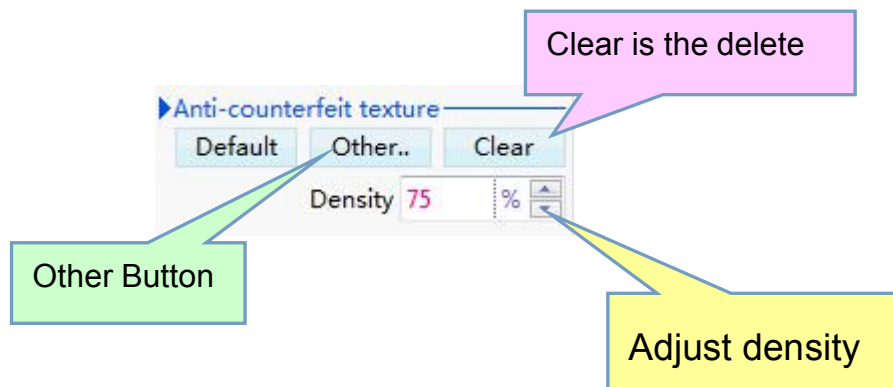 Clear is the delete
Anti-counterfeit texture
Default Other.. Clear
Density 75 %
Other Button
Adjust density